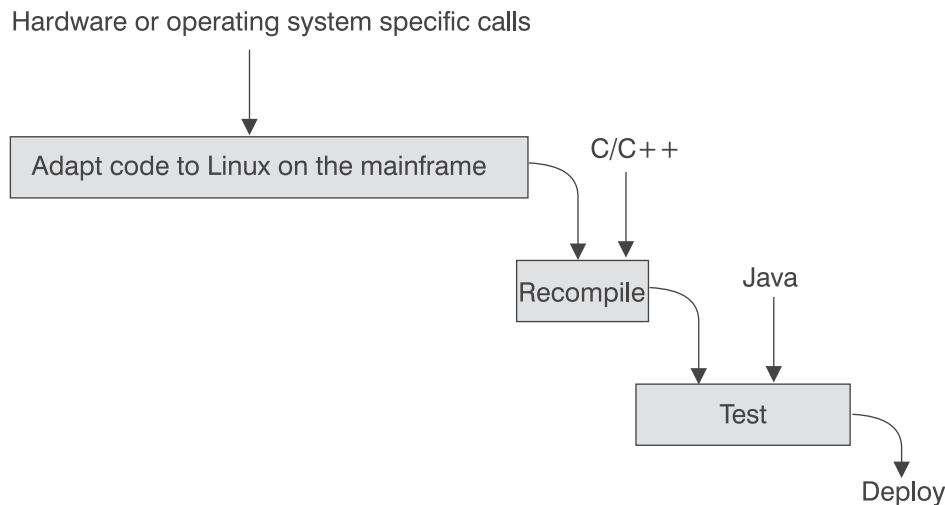 Hardware or operating system specific calls
Adapt code to Linux on the mainframe
C/C++
Recompile
Java
Test
Deploy